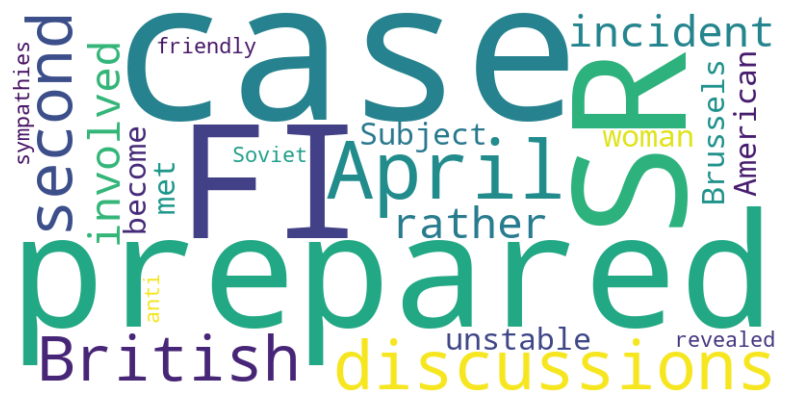 case
friendly
incident
sympathies
second
involved
become
met
FI
Soviet
Subject
April
rather
SR
woman
Brussels
American
prepared
anti
British
unstable
discussions
revealed